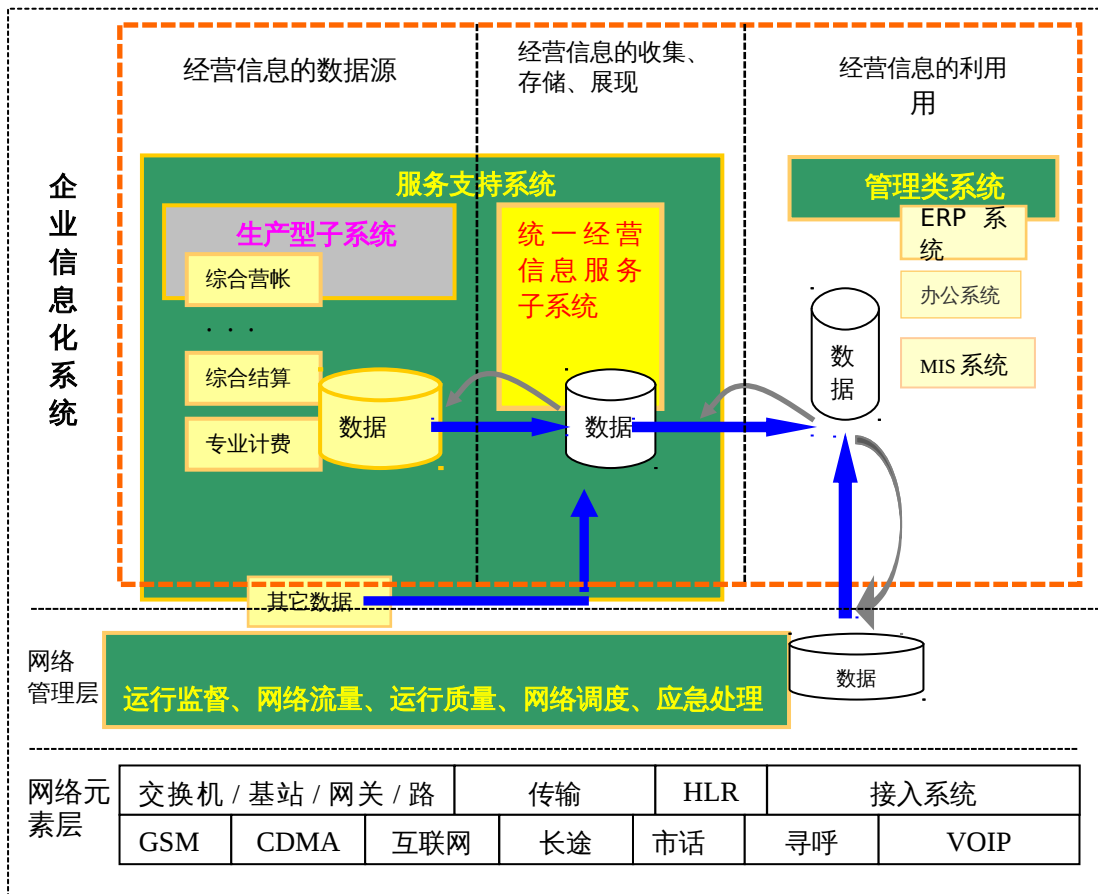 经营信息的数据源
经营信息的收集、
存储、展现
经营信息的利用
用
企
业
信
息
化
系
统
服务支持系统
管理类系统
生产型子系统
统一经营
信息服务
子系统
ERP 系
统
综合营帐
办公系统
· · ·
MIS 系统
综合结算
专业计费
数据
数据
数
据
其它数据
网络
管理层
运行监督、网络流量、运行质量、网络调度、应急处理
数据
网络元
素层
交换机 / 基站 / 网关 / 路
传输
HLR
接入系统
GSM
CDMA
互联网
长途
市话
寻呼
VOIP